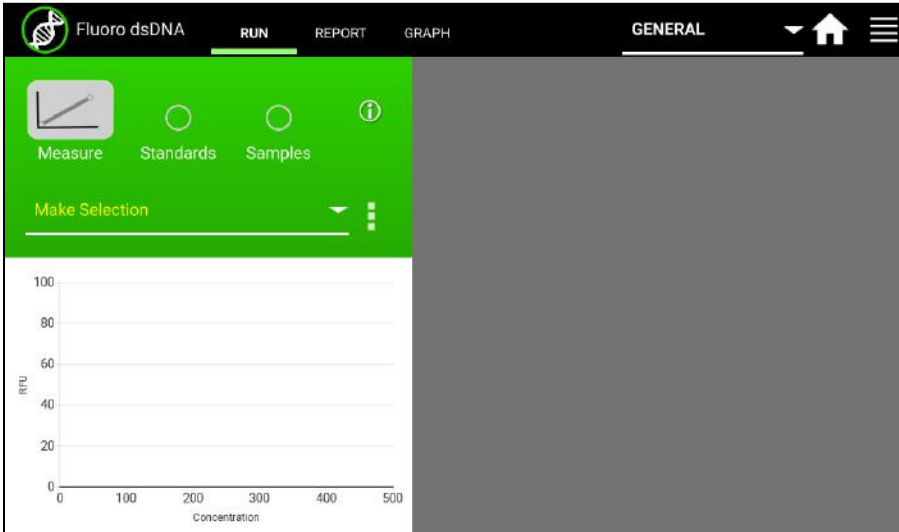 Fluoro dsDNA RUN REPORT GRAPH GENERAL
Measure Standards Samples
Make Selection
100
80
60
40
20
0
RFU
0 100 200 300 400 500
Concentration